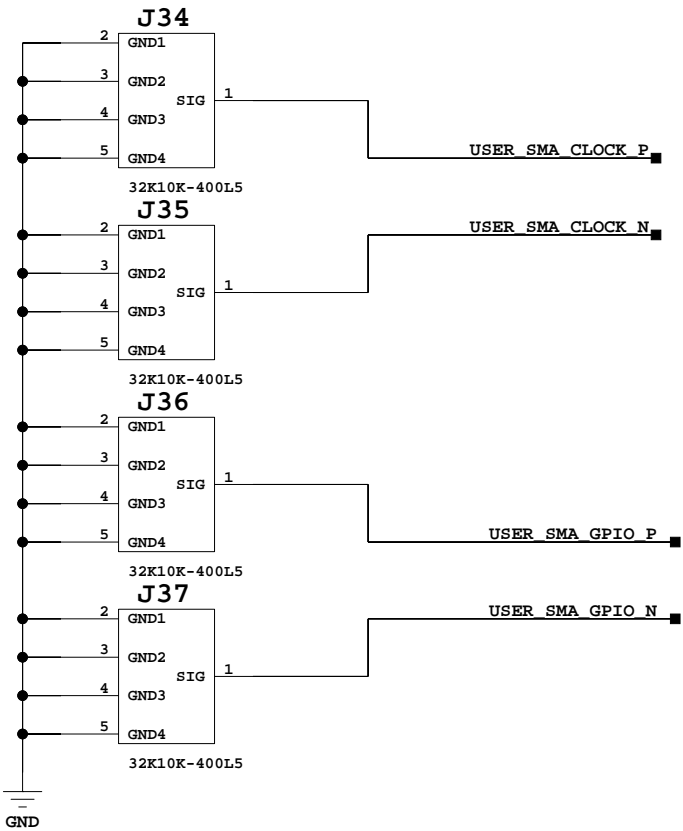 J34
2 GND1
3 GND2
SIG 1
4 GND3
5 GND4
USER_SMA_CLOCK_P
32K10K-400L5
J35
2 GND1
USER_SMA_CLOCK_N
3 GND2
SIG 1
4 GND3
5 GND4
32K10K-400L5
J36
2 GND1
3 GND2
SIG 1
4 GND3
5 GND4
USER_SMA_GPIO_P
32K10K-400L5
J37
2 GND1
USER_SMA_GPIO_N
3 GND2
SIG 1
4 GND3
5 GND4
32K10K-400L5
GND